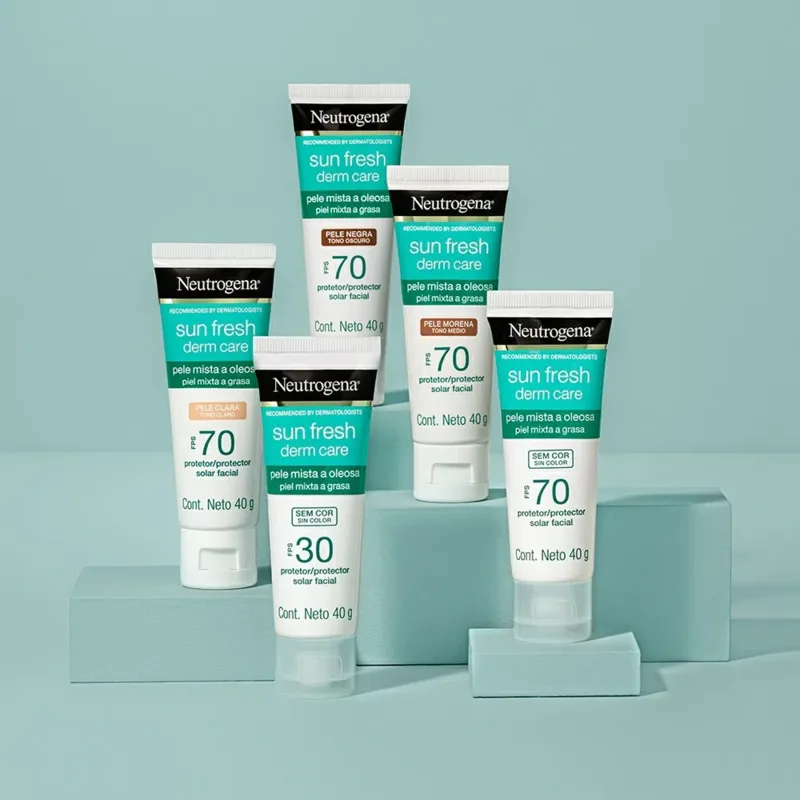 Neutrogena®
RECOMMENDED BY DERMATOLOGISTS
sun fresh
derm care
pele mista a oleosa
piel mixta a grasa
PELE NEGRA
TONO OSCURO
FPS 70
protetor/protector
solar facial
Cont. Neto 40 g
Neutrogena®
RECOMMENDED BY DERMATOLOGISTS
sun fresh
derm care
pele mista a oleosa
piel mixta a grasa
PELE MORENA
TONO MEDIO
FPS 70
protetor/protector
solar facial
Cont. Neto 40 g
Neutrogena®
RECOMMENDED BY DERMATOLOGISTS
sun fresh
derm care
pele mista a oleos
piel mixta a grasa
PELE CLARA
TONO CLARO
FPS 70
protetor/protector
solar facial
Cont. Neto 40 g
Neutrogena®
RECOMMENDED BY DERMATOLOGISTS
sun fresh
derm care
pele mista a oleosa
piel mixta a grasa
SEM COR
SIN COLOR
FPS 70
protetor/protector
solar facial
Cont. Neto 40 g
Neutrogena®
RECOMMENDED BY DERMATOLOGISTS
sun fresh
derm care
pele mista a oleosa
piel mixta a grasa
SEM COR
SIN COLOR
FPS 30
protetor/protector
solar facial
Cont. Neto 40 g